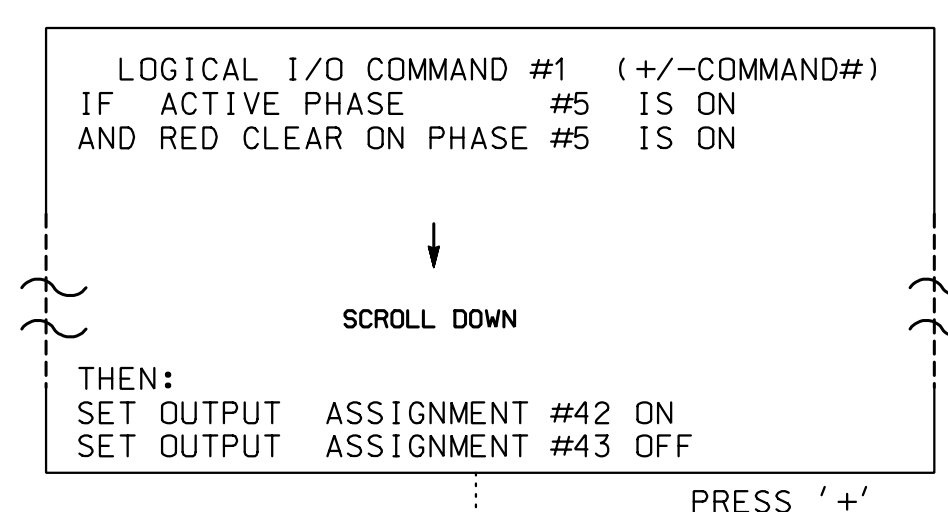 LOGICAL I/O COMMAND #1 (+/-COMMAND#)
IF ACTIVE PHASE #5 IS ON
AND RED CLEAR ON PHASE #5 IS ON
SCROLL DOWN
THEN:
SET OUTPUT ASSIGNMENT #42 ON
SET OUTPUT ASSIGNMENT #43 OFF
PRESS '+'